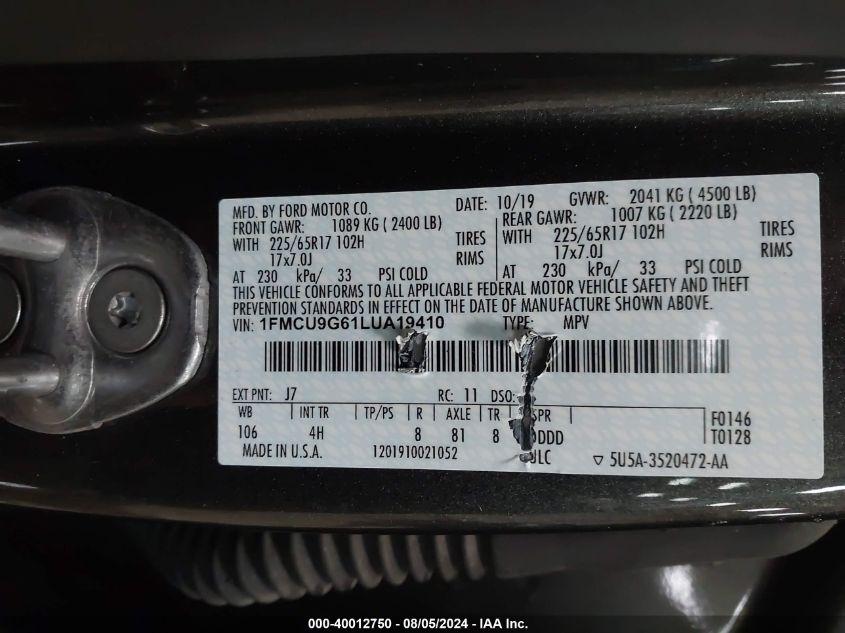 MFD. BY FORD MOTOR CO. DATE: 10/19 GVWR: 2041 KG ( 4500 LB)
FRONT GAWR: 1089 KG ( 2400 LB) REAR GAWR: 1007 KG ( 2220 LB)
WITH 225/65R17 102H TIRES WITH 225/65R17 102H TIRES
17x7.0J RIMS 17x7.0J RIMS
AT 230 kPa/ 33 PSI COLD AT 230 kPa/ 33 PSI COLD
THIS VEHICLE CONFORMS TO ALL APPLICABLE FEDERAL MOTOR VEHICLE SAFETY AND THEFT
PREVENTION STANDARDS IN EFFECT ON THE DATE OF MANUFACTURE SHOWN ABOVE.
VIN: 1FMCU9G61LUA19410 TYPE: MPV
EXT PNT: J7 RC: 11 DSO:
WB INT TR TP/PS R AXLE TR SPR F0146
106 4H 8 81 8 DDD T0128
MADE IN U.S.A. 1201910021052 ULC ▽ 5U5A-3520472-AA
000-40012750 - 08/05/2024 - IAA Inc.